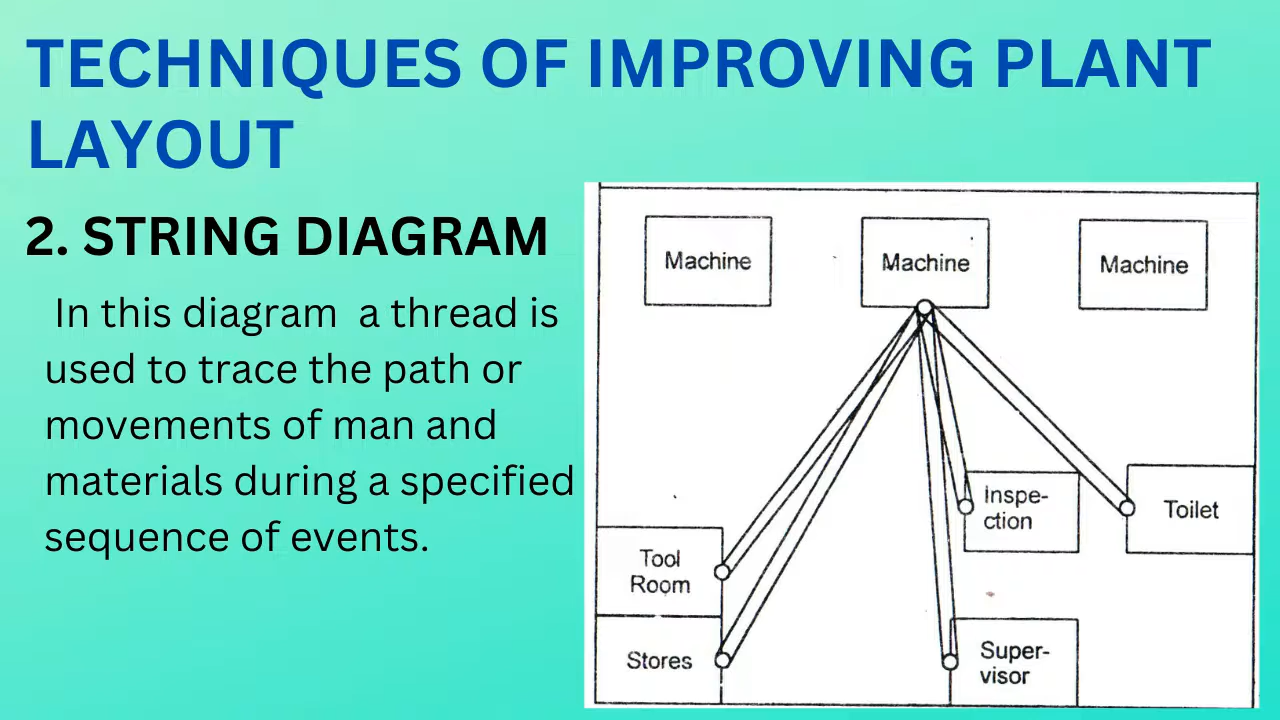 TECHNIQUES OF IMPROVING PLANT
LAYOUT
2. STRING DIAGRAM
In this diagram a thread is
used to trace the path or
movements of man and
materials during a specified
sequence of events.
Machine
Machine
Machine
Inspe-
ction
Toilet
Tool
Room
Stores
Super-
visor